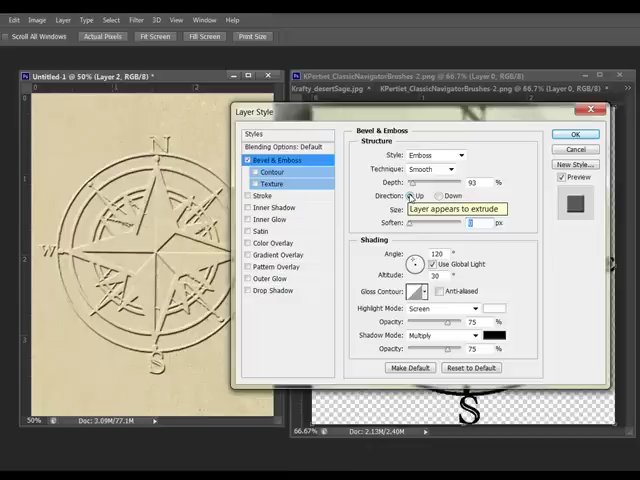 Edit Image Layer Type Select Filter 3D View Window Help
Scroll All Windows Actual Pixels Fit Screen Fill Screen Print Size
Untitled-1 @ 50% (Layer 2, RGB/8) *
KPertiet_ClassicNavigatorBrushes-2.png @ 66.7% (Layer 1, RGB/8)
Krafty_desertSage.jpg KPertiet_ClassicNavigatorBrushes-2.png @ 66.7% (Layer 1, RGB/8) *
Layer Style
Styles
Blending Options: Default
Bevel & Emboss
Contour
Texture
Stroke
Inner Shadow
Inner Glow
Satin
Color Overlay
Gradient Overlay
Pattern Overlay
Outer Glow
Drop Shadow
Bevel & Emboss
Structure
Style: Emboss
Technique: Smooth
Depth: 93 %
Direction: Up Down
Layer appears to extrude
Size:
Soften: 0 px
Shading
Angle: 120 °
Use Global Light
Altitude: 30 °
Gloss Contour: Anti-aliased
Highlight Mode: Screen
Opacity: 75 %
Shadow Mode: Multiply
Opacity: 75 %
Make Default Reset to Default
OK
Cancel
New Style...
Preview
N
W
S
S
50% Doc: 3.09M/77.1M
66.67% Doc: 2.13M/2.40M